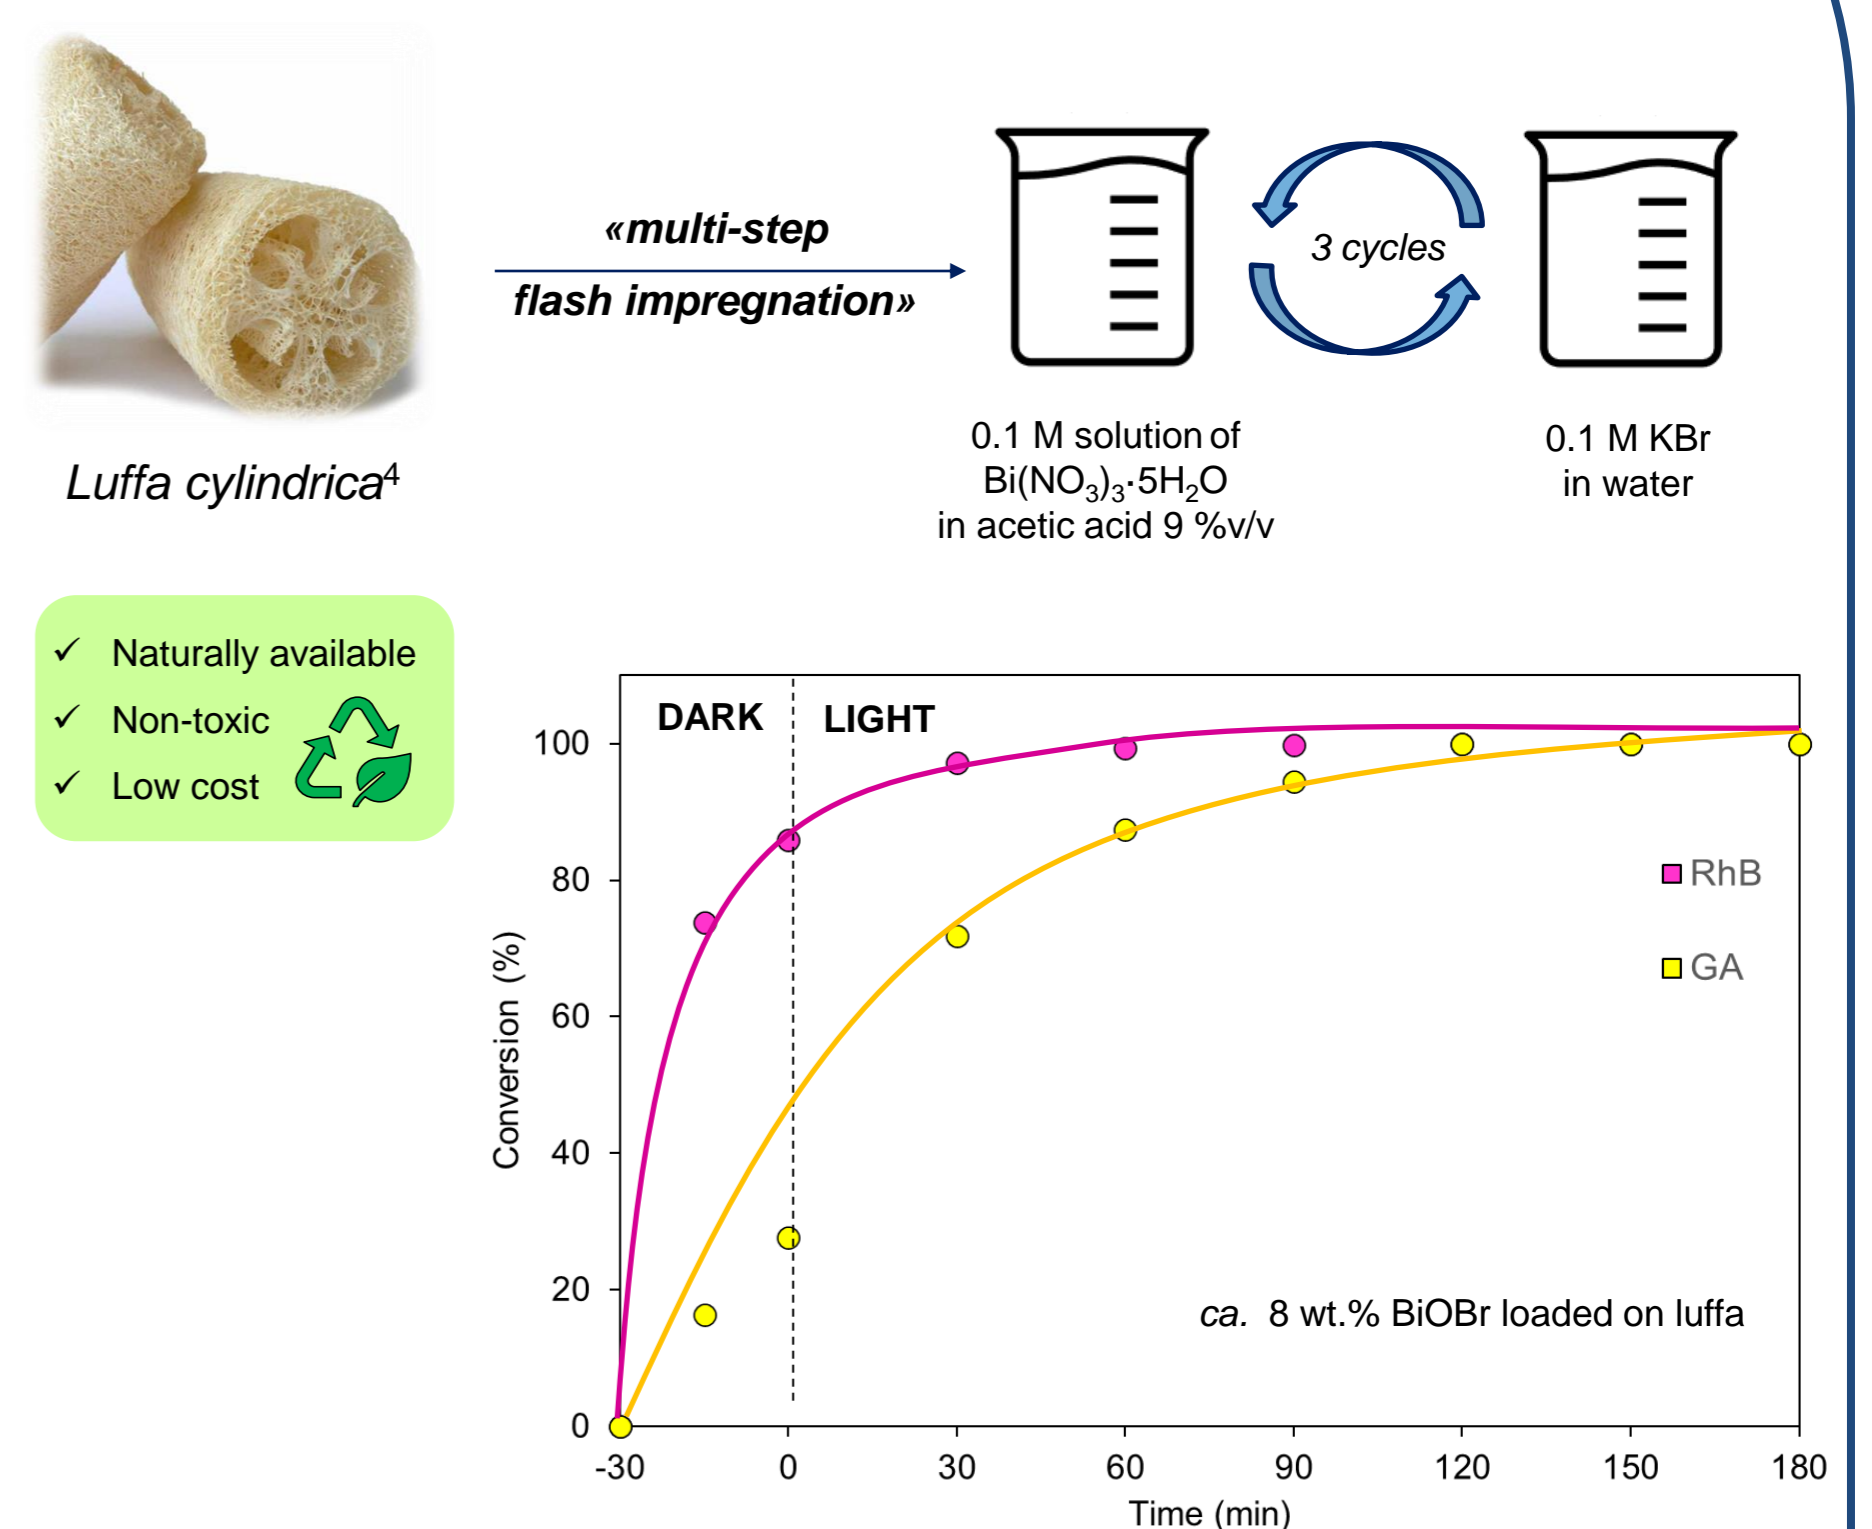 «multi-step
flash impregnation»
3 cycles
Luffa cylindrica⁴
0.1 M solution of
Bi(NO₃)₃·5H₂O
in acetic acid 9 %v/v
0.1 M KBr
in water
✓ Naturally available
✓ Non-toxic
✓ Low cost
DARK
LIGHT
Conversion (%)
100
80
60
40
20
0
RhB
GA
ca. 8 wt.% BiOBr loaded on luffa
-30 0 30 60 90 120 150 180
Time (min)